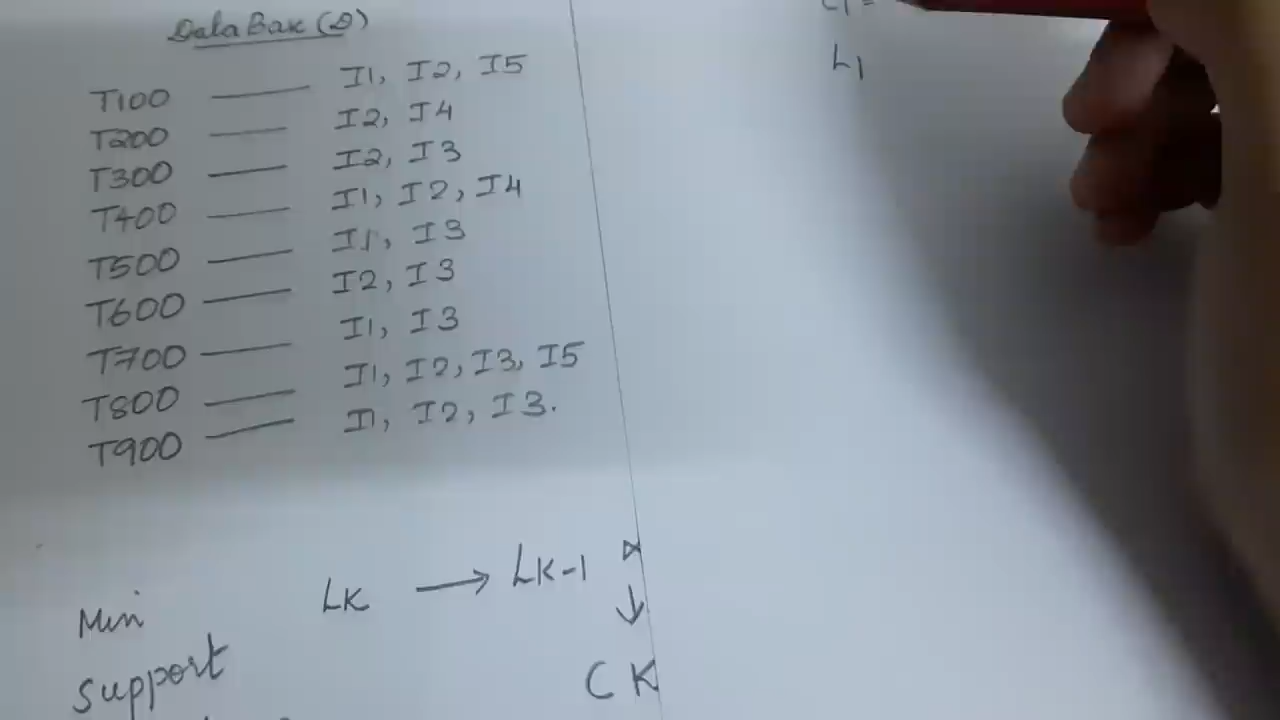 DataBase (D)
T100 I1, I2, I5
T200 I2, I4
T300 I2, I3
T400 I1, I2, I4
T500 I1, I3
T600 I2, I3
T700 I1, I3
T800 I1, I2, I3, I5
T900 I1, I2, I3.
L1
LK → LK-1 ⋈
↓
CK
Min
Support